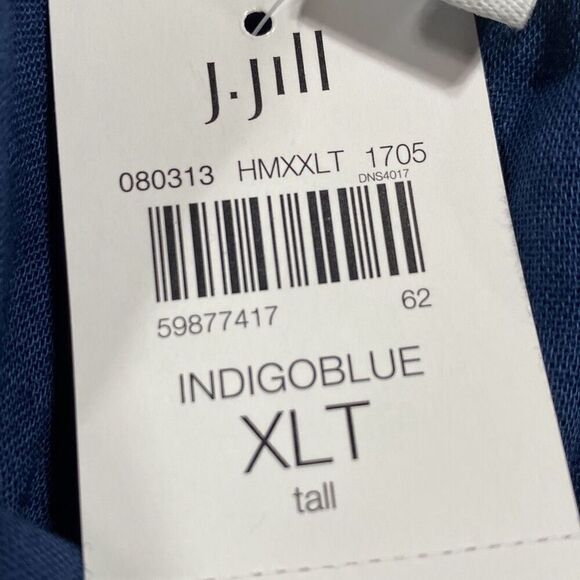 J.Jill
080313 HMXXLT 1705
DNS4017
59877417 62
INDIGOBLUE
XLT
tall